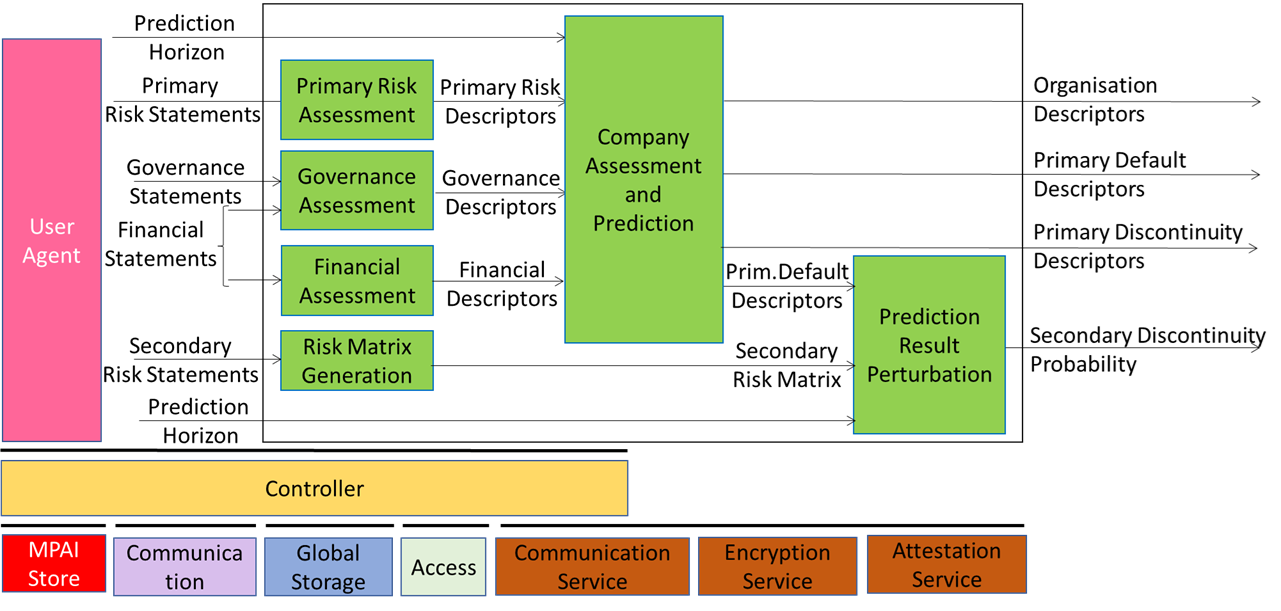 Prediction
Horizon
Primary
Risk Statements
Governance
Statements
Financial
Statements
Secondary
Risk Statements
Prediction
Horizon
User
Agent
Primary Risk
Assessment
Governance
Assessment
Financial
Assessment
Risk Matrix
Generation
Primary Risk
Descriptors
Governance
Descriptors
Financial
Descriptors
Company
Assessment
and
Prediction
Prim.Default
Descriptors
Secondary
Risk Matrix
Prediction
Result
Perturbation
Organisation
Descriptors
Primary Default
Descriptors
Primary Discontinuity
Descriptors
Secondary Discontinuity
Probability
Controller
MPAI
Store
Communica
tion
Global
Storage
Access
Communication
Service
Encryption
Service
Attestation
Service